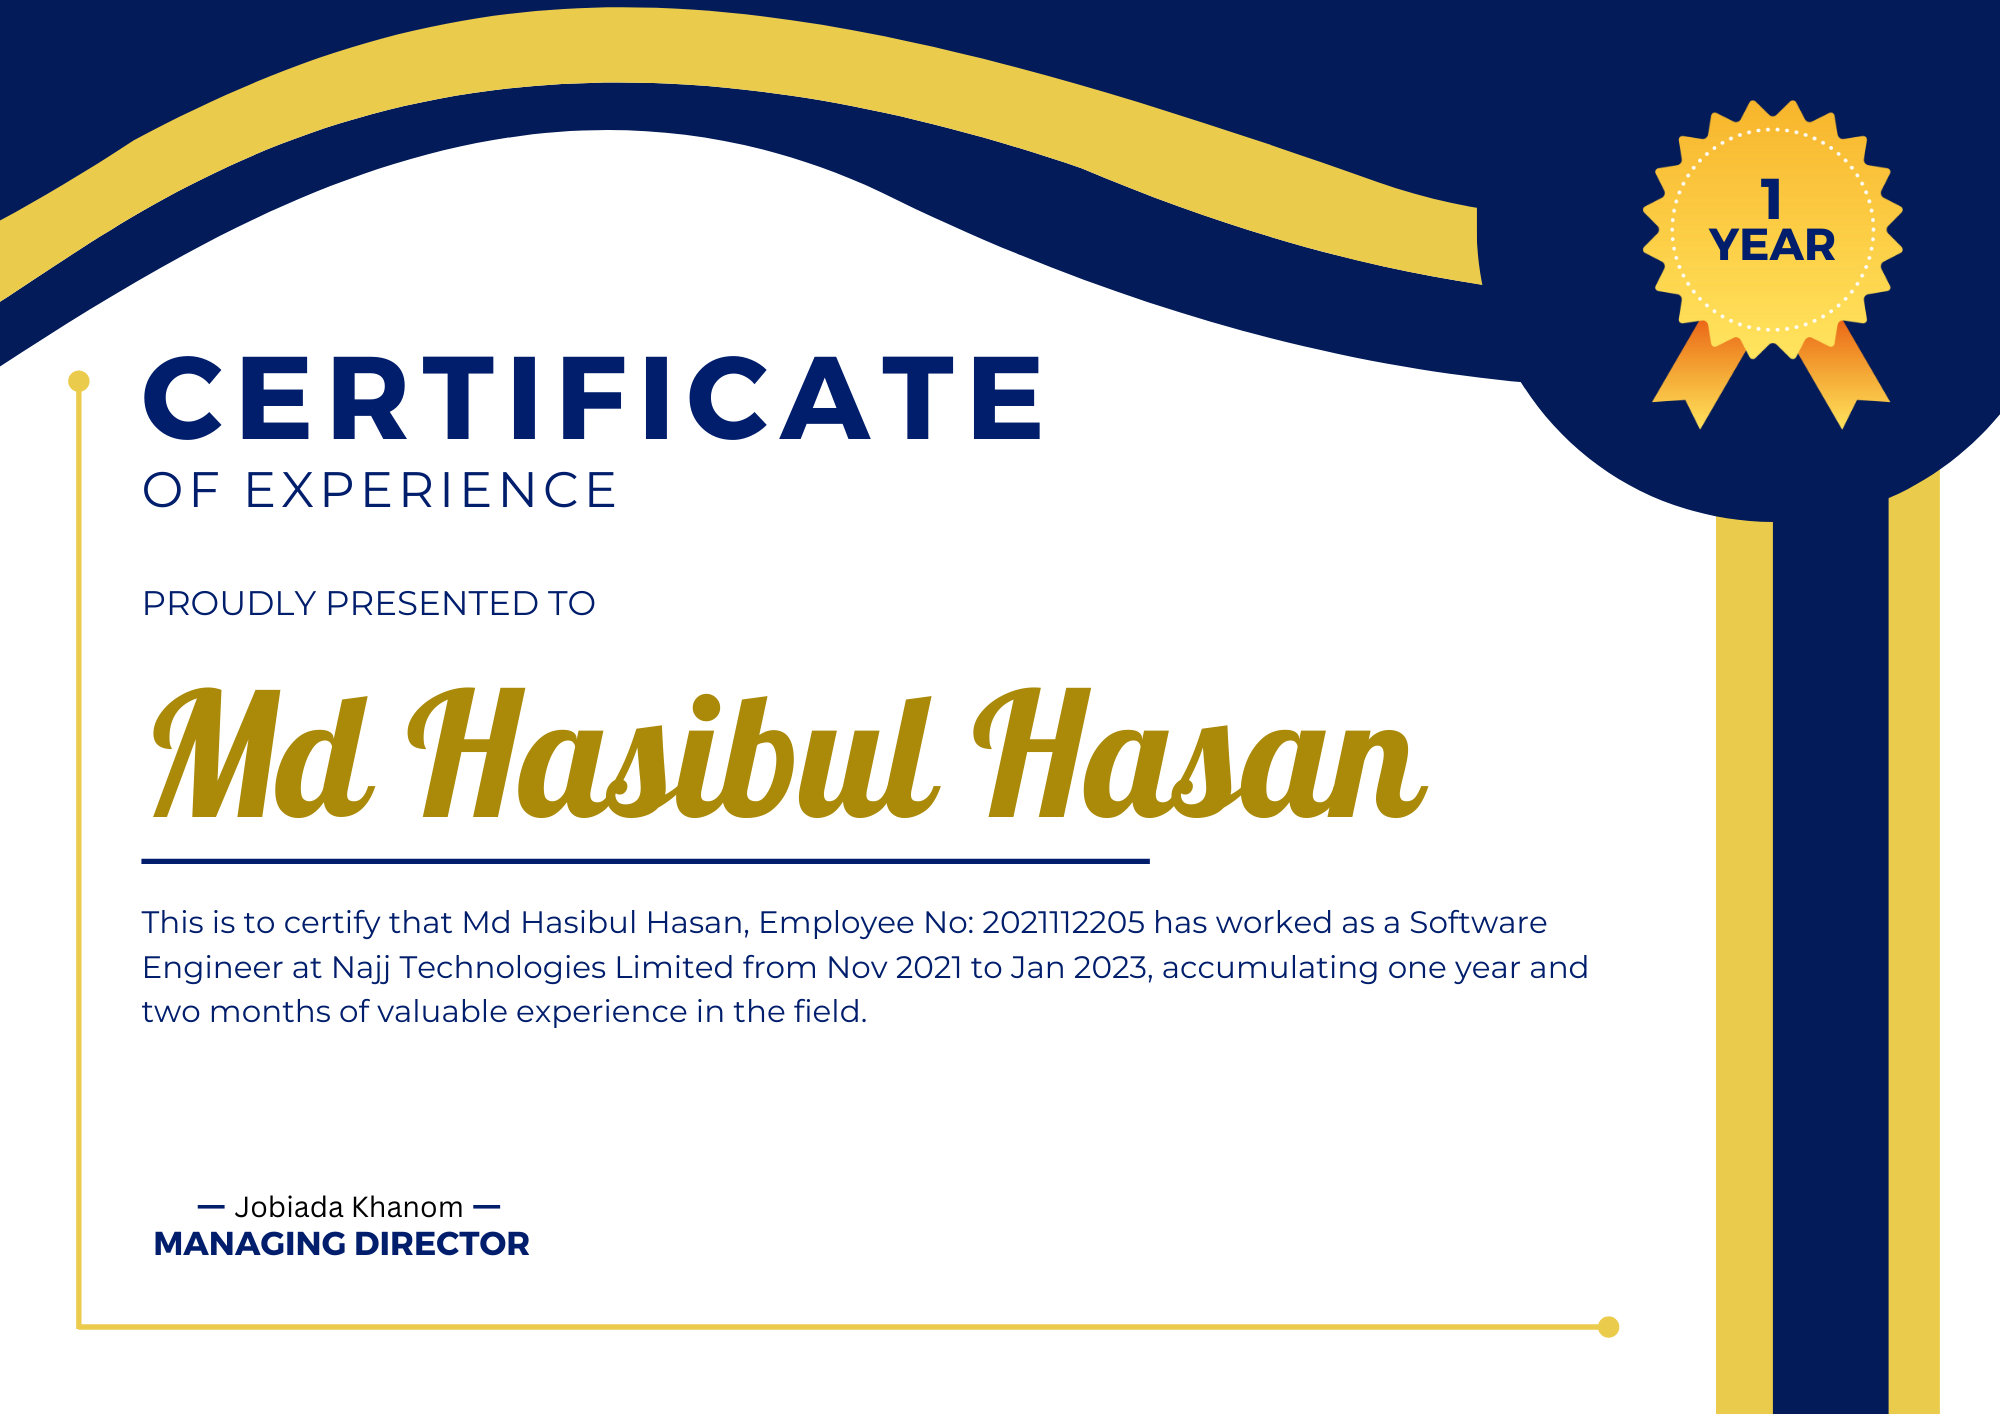 1
YEAR
CERTIFICATE
OF EXPERIENCE
PROUDLY PRESENTED TO
Md Hasibul Hasan
This is to certify that Md Hasibul Hasan, Employee No: 2021112205 has worked as a Software
Engineer at Najj Technologies Limited from Nov 2021 to Jan 2023, accumulating one year and
two months of valuable experience in the field.
— Jobiada Khanom —
MANAGING DIRECTOR